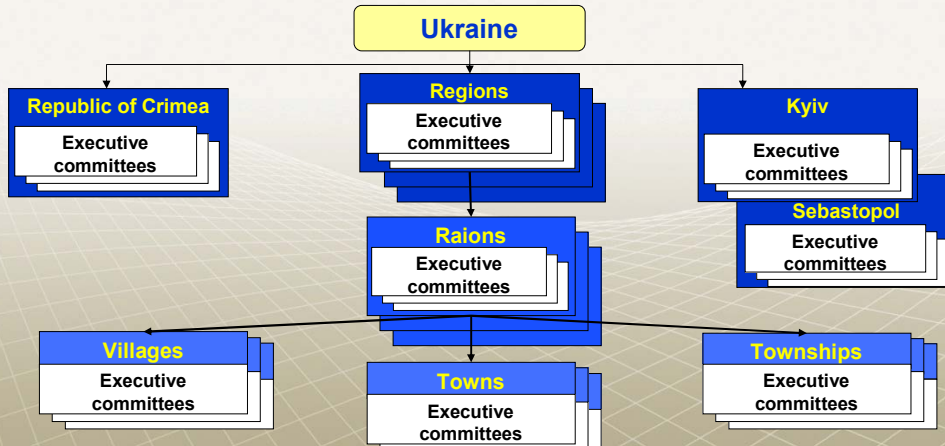 Ukraine
Republic of Crimea
Executive
committees
Regions
Executive
committees
Kyiv
Executive
committees
Sebastopol
Executive
committees
Raions
Executive
committees
Villages
Executive
committees
Towns
Executive
committees
Townships
Executive
committees